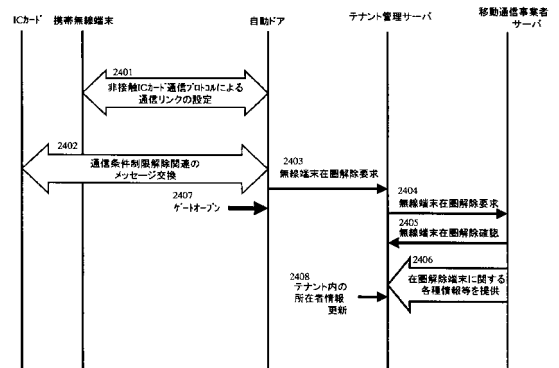 ICカード 携帯無線端末 自動ドア テナント管理サーバ 移動通信事業者
サーバ
2401
非接触ICカード通信プロトコルによる
通信リンクの設定
2402
通信条件制限解除関連の
メッセージ交換
2403
無線端末在圏解除要求
2404
無線端末在圏解除要求
2407
ゲートオープン
2405
無線端末在圏解除確認
2406
在圏解除端末に関する
各種情報等を提供
2408
テナント内の
所在者情報
更新